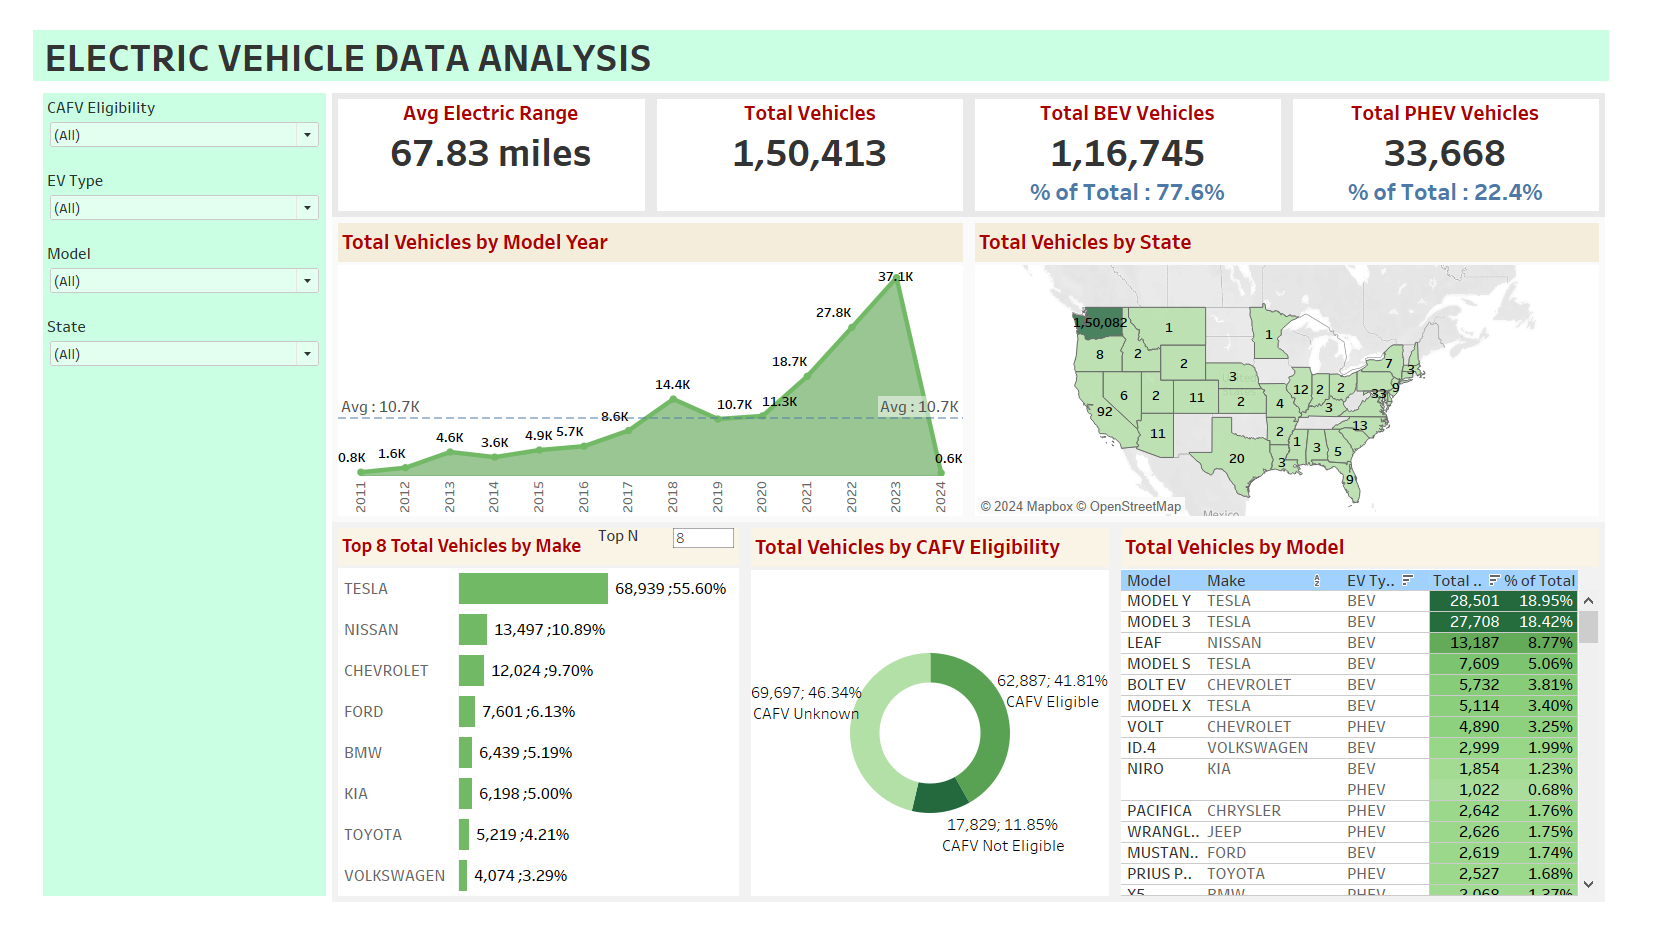 ELECTRIC VEHICLE DATA ANALYSIS
CAFV Eligibility
(All)
EV Type
(All)
Model
(All)
State
(All)
Avg Electric Range
67.83 miles
Total Vehicles
1,50,413
Total BEV Vehicles
1,16,745
% of Total : 77.6%
Total PHEV Vehicles
33,668
% of Total : 22.4%
Total Vehicles by Model Year
37.1K
27.8K
18.7K
14.4K
Avg : 10.7K
8.6K
10.7K
11.3K
Avg : 10.7K
0.8K
1.6K
4.6K
3.6K
4.9K
5.7K
0.6K
2011
2012
2013
2014
2015
2016
2017
2018
2019
2020
2021
2022
2023
2024
Total Vehicles by State
1,50,082
1
1
8
2
2
7
3
3
6
2
11
2
12
2
2
33
9
92
4
3
11
2
13
1
3
5
20
3
9
© 2024 Mapbox © OpenStreetMap
Mexico
Top 8 Total Vehicles by Make
Top N
8
TESLA 68,939 ;55.60%
NISSAN 13,497 ;10.89%
CHEVROLET 12,024 ;9.70%
FORD 7,601 ;6.13%
BMW 6,439 ;5.19%
KIA 6,198 ;5.00%
TOYOTA 5,219 ;4.21%
VOLKSWAGEN 4,074 ;3.29%
Total Vehicles by CAFV Eligibility
69,697; 46.34%
CAFV Unknown
62,887; 41.81%
CAFV Eligible
17,829; 11.85%
CAFV Not Eligible
Total Vehicles by Model
Model Make EV Ty.. Total .. % of Total
MODEL Y TESLA BEV 28,501 18.95%
MODEL 3 TESLA BEV 27,708 18.42%
LEAF NISSAN BEV 13,187 8.77%
MODEL S TESLA BEV 7,609 5.06%
BOLT EV CHEVROLET BEV 5,732 3.81%
MODEL X TESLA BEV 5,114 3.40%
VOLT CHEVROLET PHEV 4,890 3.25%
ID.4 VOLKSWAGEN BEV 2,999 1.99%
NIRO KIA BEV 1,854 1.23%
PHEV 1,022 0.68%
PACIFICA CHRYSLER PHEV 2,642 1.76%
WRANGL.. JEEP PHEV 2,626 1.75%
MUSTAN.. FORD BEV 2,619 1.74%
PRIUS P.. TOYOTA PHEV 2,527 1.68%
X5 BMW PHEV 2,068 1.37%